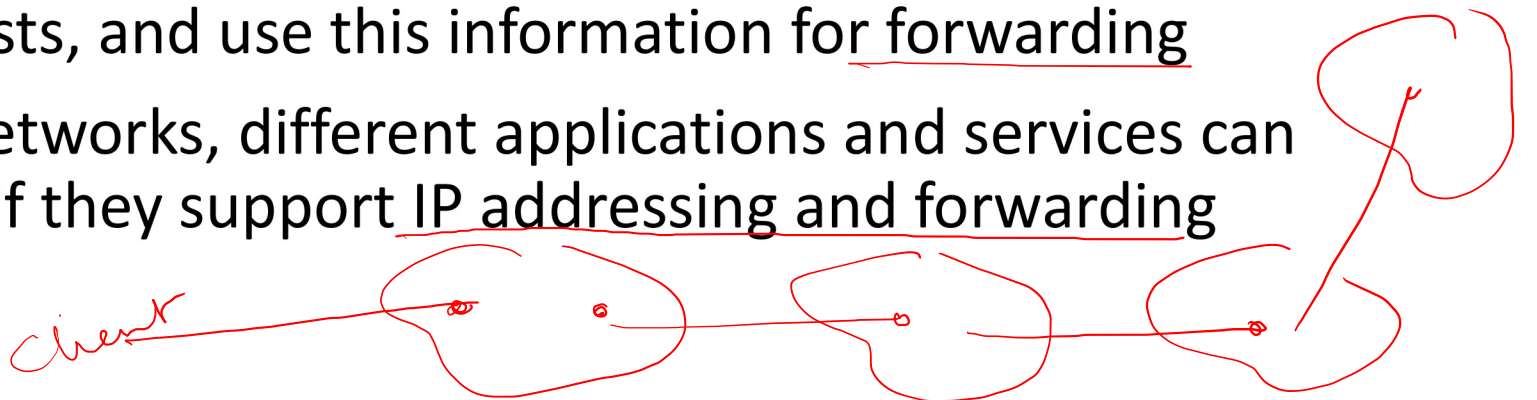 sts, and use this information for forwarding
etworks, different applications and services can
f they support IP addressing and forwarding
client